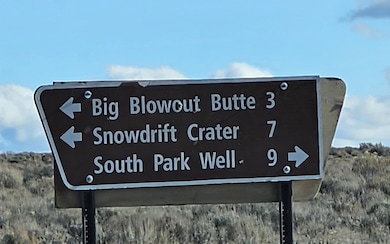 ← Big Blowout Butte 3
← Snowdrift Crater 7
South Park Well 9 →